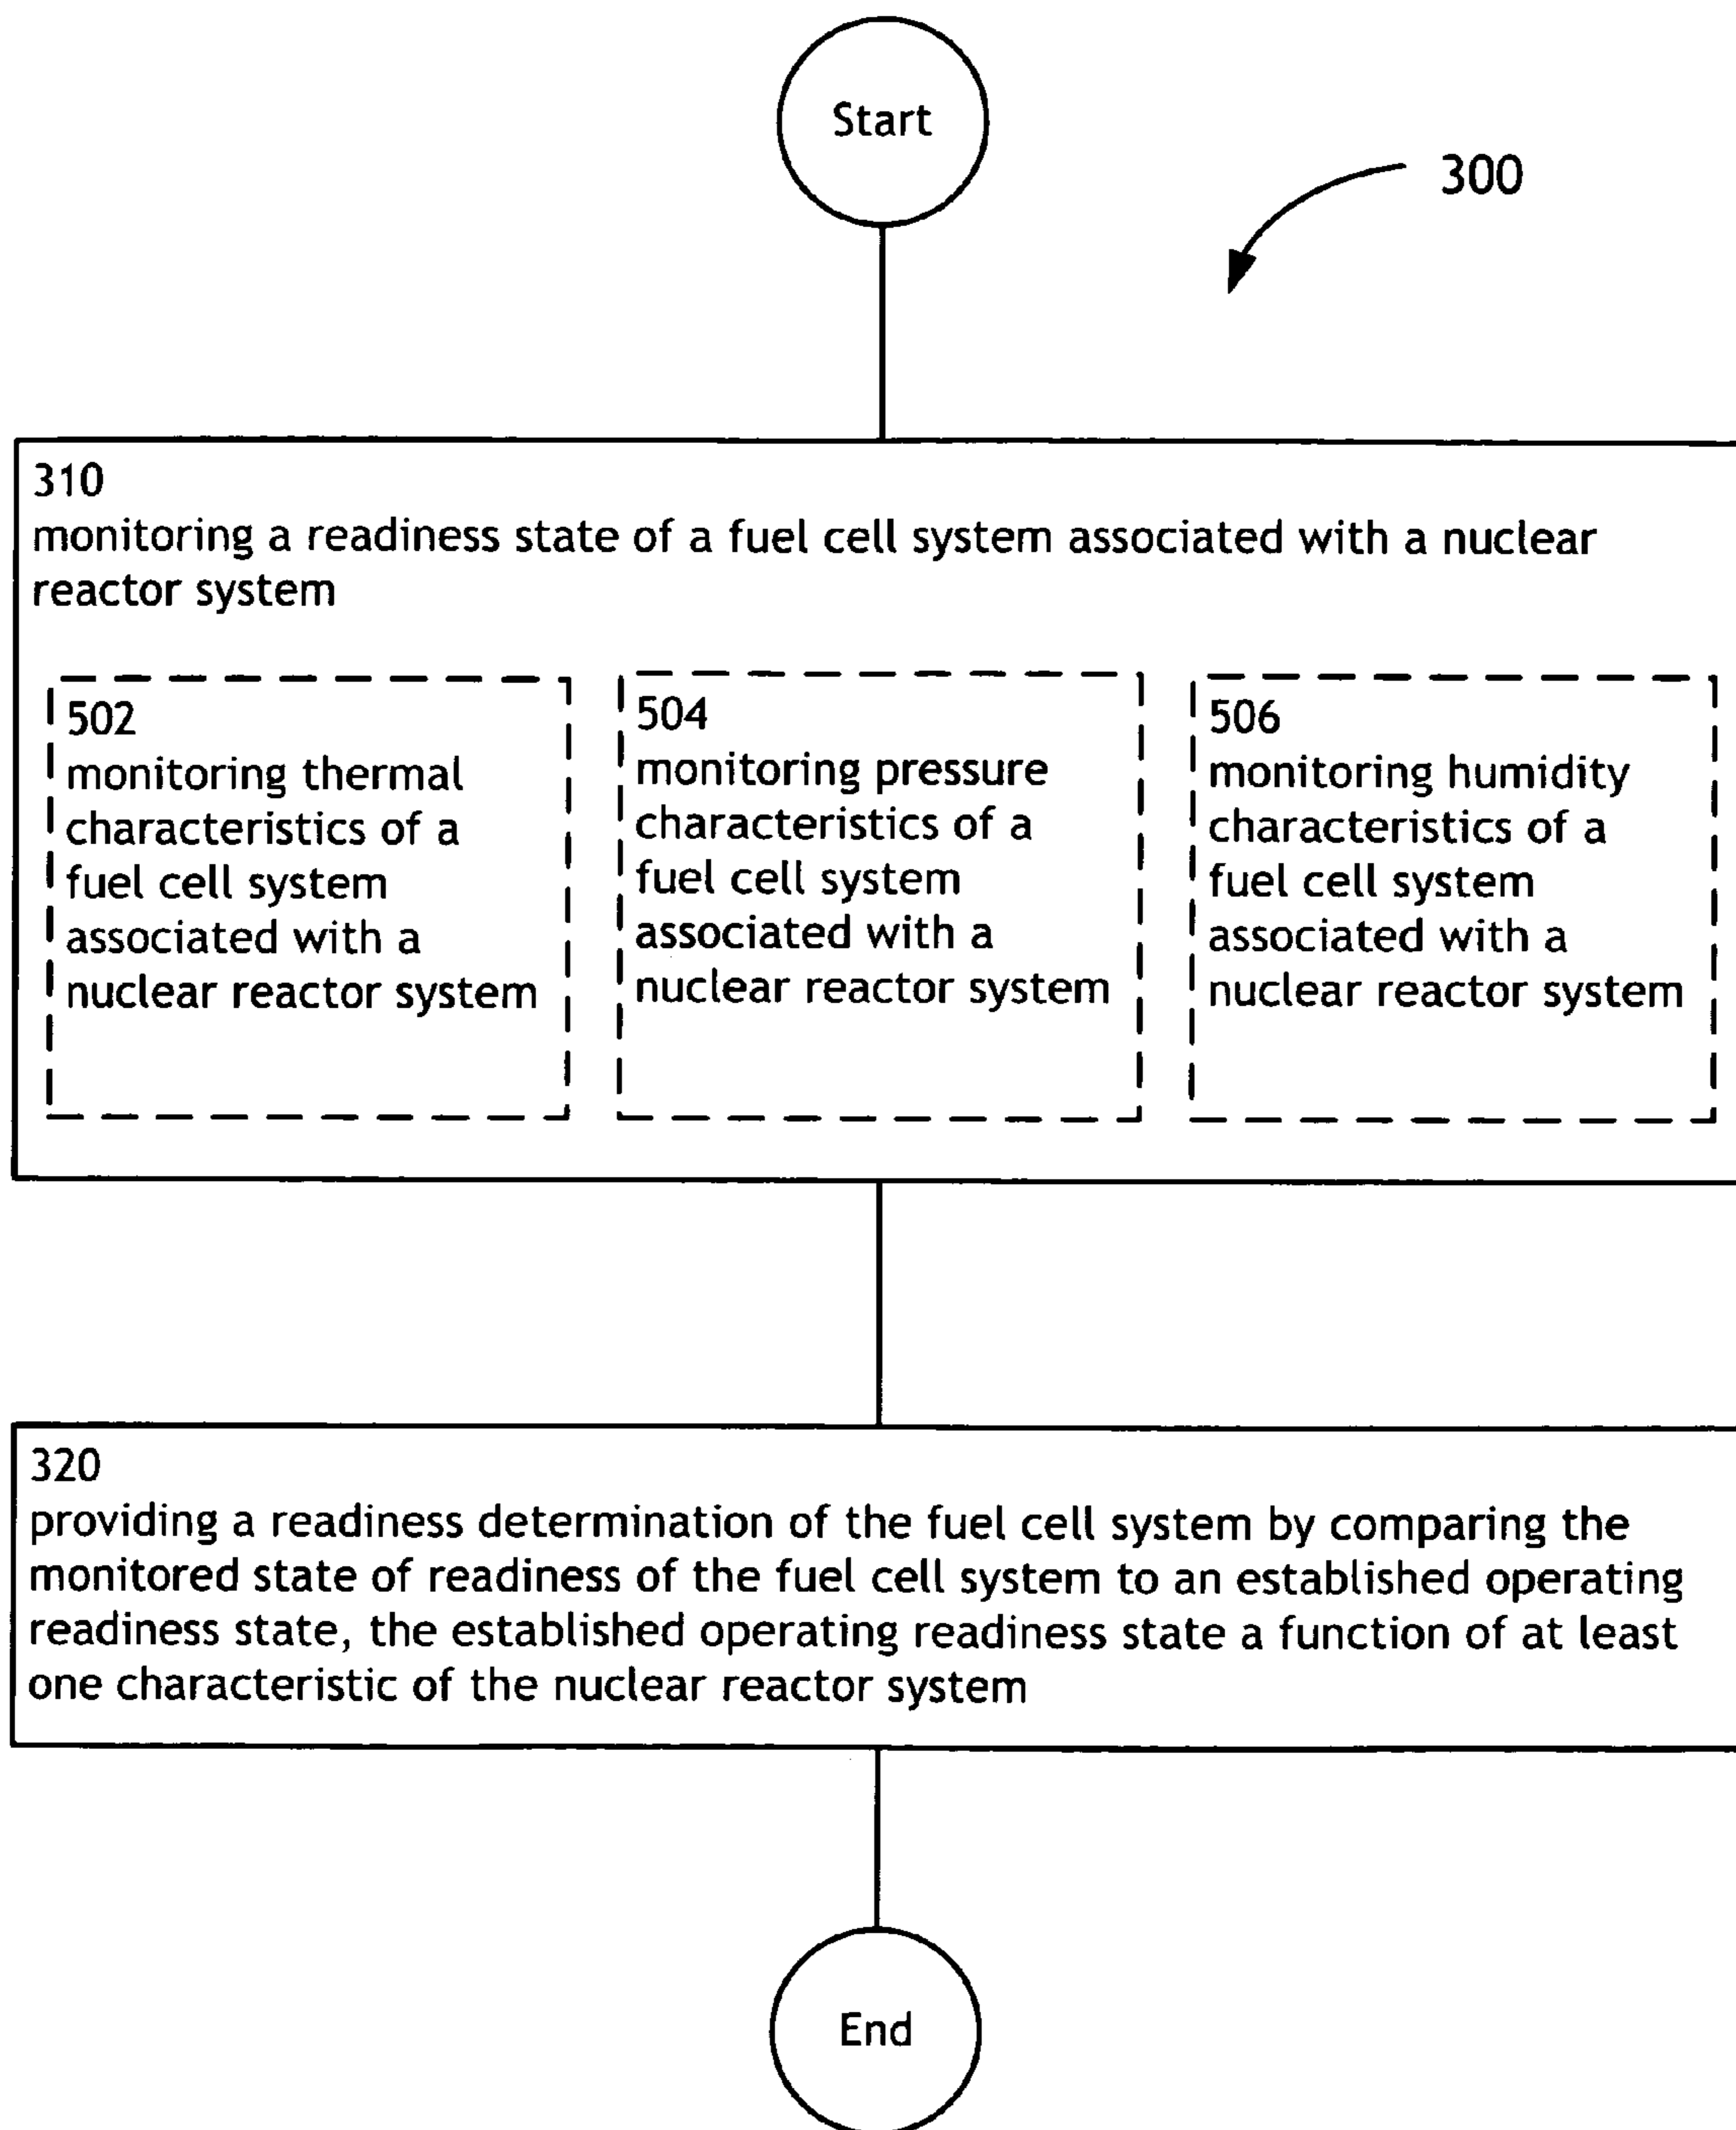 Start
300
310
monitoring a readiness state of a fuel cell system associated with a nuclear
reactor system
502
monitoring thermal
characteristics of a
fuel cell system
associated with a
nuclear reactor system
504
monitoring pressure
characteristics of a
fuel cell system
associated with a
nuclear reactor system
506
monitoring humidity
characteristics of a
fuel cell system
associated with a
nuclear reactor system
320
providing a readiness determination of the fuel cell system by comparing the
monitored state of readiness of the fuel cell system to an established operating
readiness state, the established operating readiness state a function of at least
one characteristic of the nuclear reactor system
End